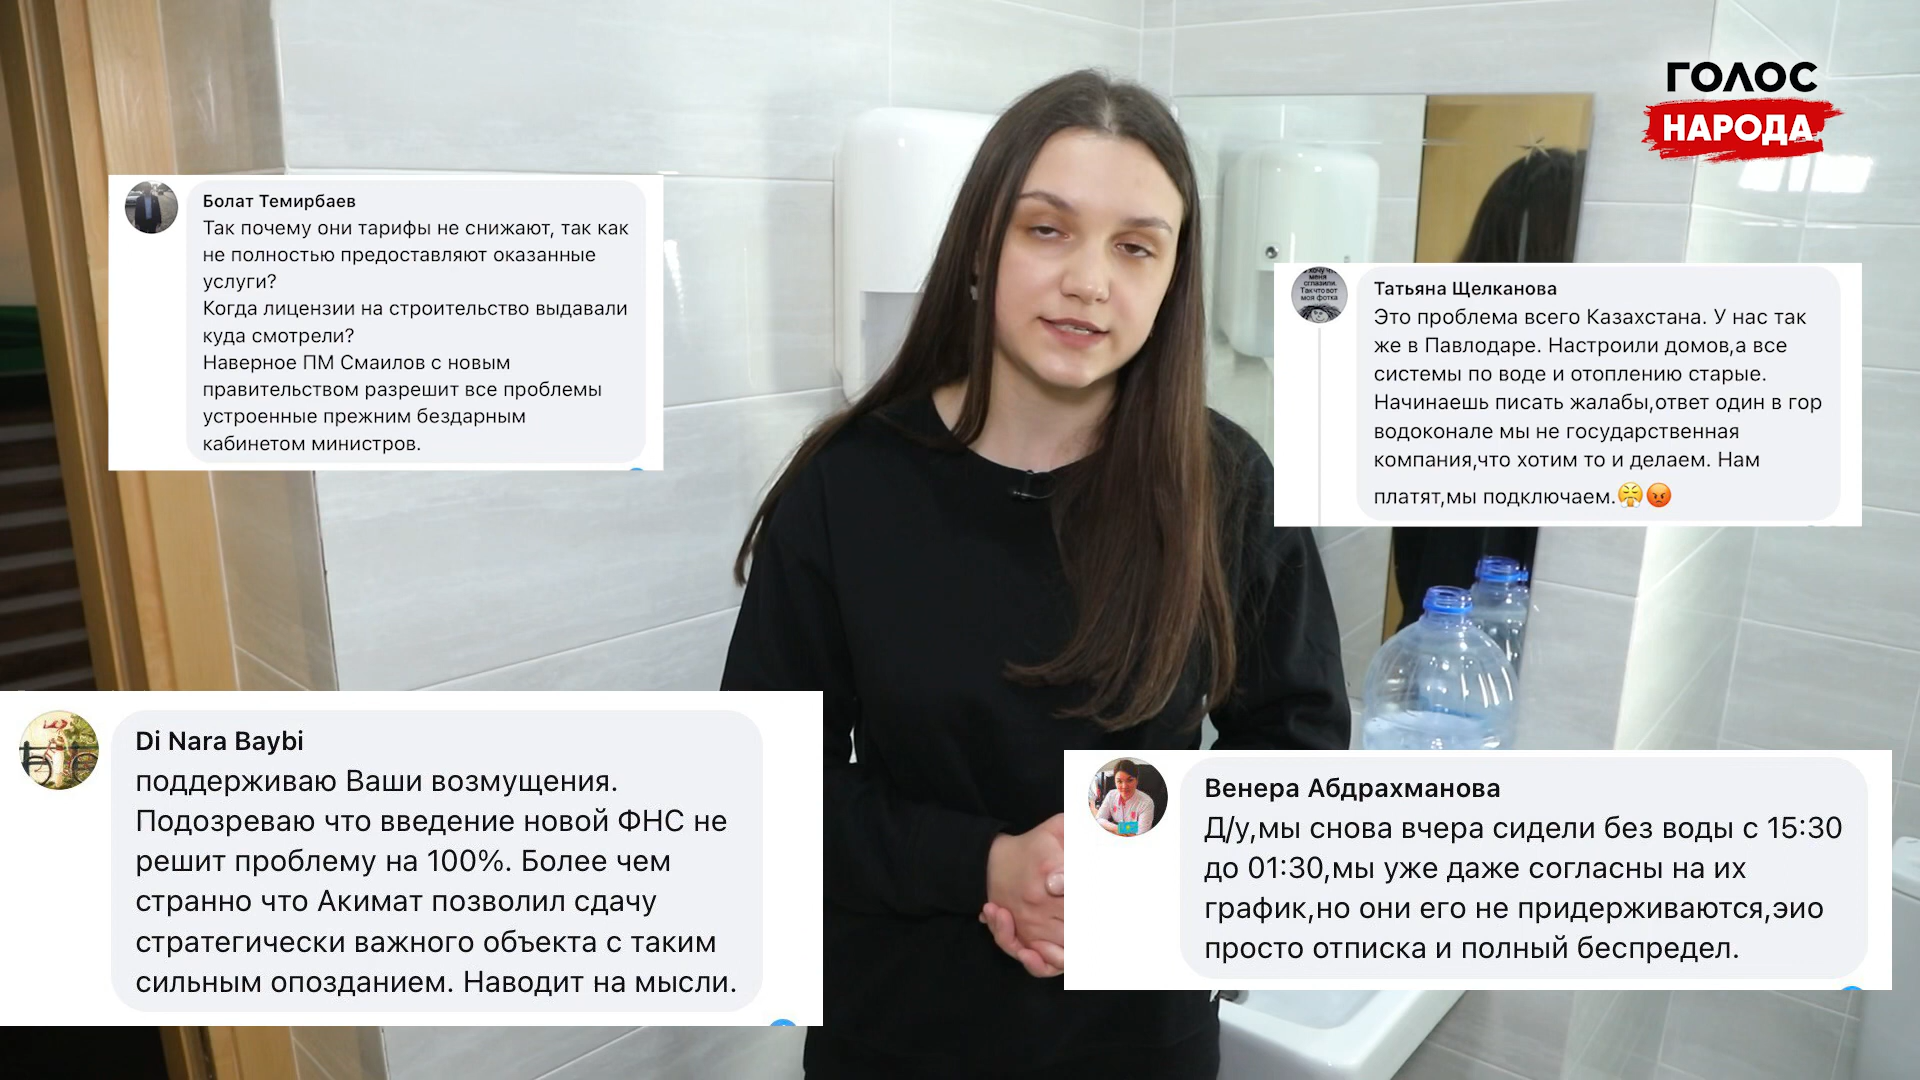 ГОЛОС
НАРОДА
Болат Темирбаев
Так почему они тарифы не снижают, так как
не полностью предоставляют оказанные
услуги?
Когда лицензии на строительство выдавали
куда смотрели?
Наверное ПМ Смаилов с новым
правительством разрешит все проблемы
устроенные прежним бездарным
кабинетом министров.
меня
сглазили.
Так что вот
моя фотка
Татьяна Щелканова
Это проблема всего Казахстана. У нас так
же в Павлодаре. Настроили домов,а все
системы по воде и отоплению старые.
Начинаешь писать жалабы,ответ один в гор
водоконале мы не государственная
компания,что хотим то и делаем. Нам
платят,мы подключаем.😤😡
Di Nara Baybi
поддерживаю Ваши возмущения.
Подозреваю что введение новой ФНС не
решит проблему на 100%. Более чем
странно что Акимат позволил сдачу
стратегически важного объекта с таким
сильным опозданием. Наводит на мысли.
Венера Абдрахманова
Д/у,мы снова вчера сидели без воды с 15:30
до 01:30,мы уже даже согласны на их
график,но они его не придерживаются,эио
просто отписка и полный беспредел.